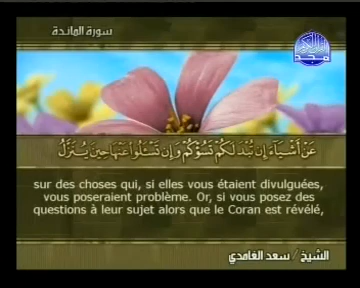 سورة المائدة
المجد
عَنْ أَشْيَاءَ إِن تُبْدَ لَكُمْ تَسُؤْكُمْ وَإِن تَسْـَٔلُوا۟ عَنْهَا حِينَ يُنَزَّلُ
sur des choses qui, si elles vous étaient divulguées,
vous poseraient problème. Or, si vous posez des
questions à leur sujet alors que le Coran est révélé,
الشيخ / سعد الغامدي